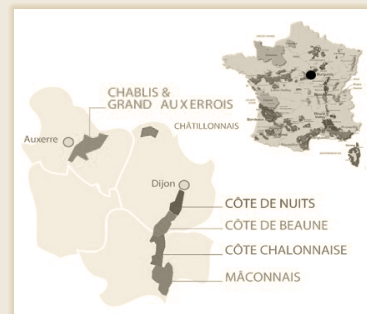 CHABLIS &
GRAND AUXERROIS
Auxerre
CHÂTILLONNAIS
Dijon
CÔTE DE NUITS
CÔTE DE BEAUNE
CÔTE CHALONNAISE
MÂCONNAIS